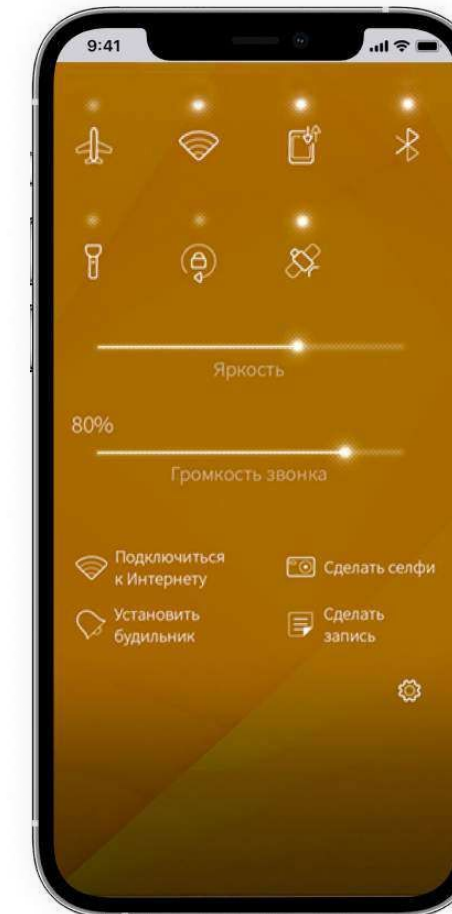 9:41
Яркость
80%
Громкость звонка
Подключиться
к Интернету
Сделать селфи
Установить
будильник
Сделать
запись